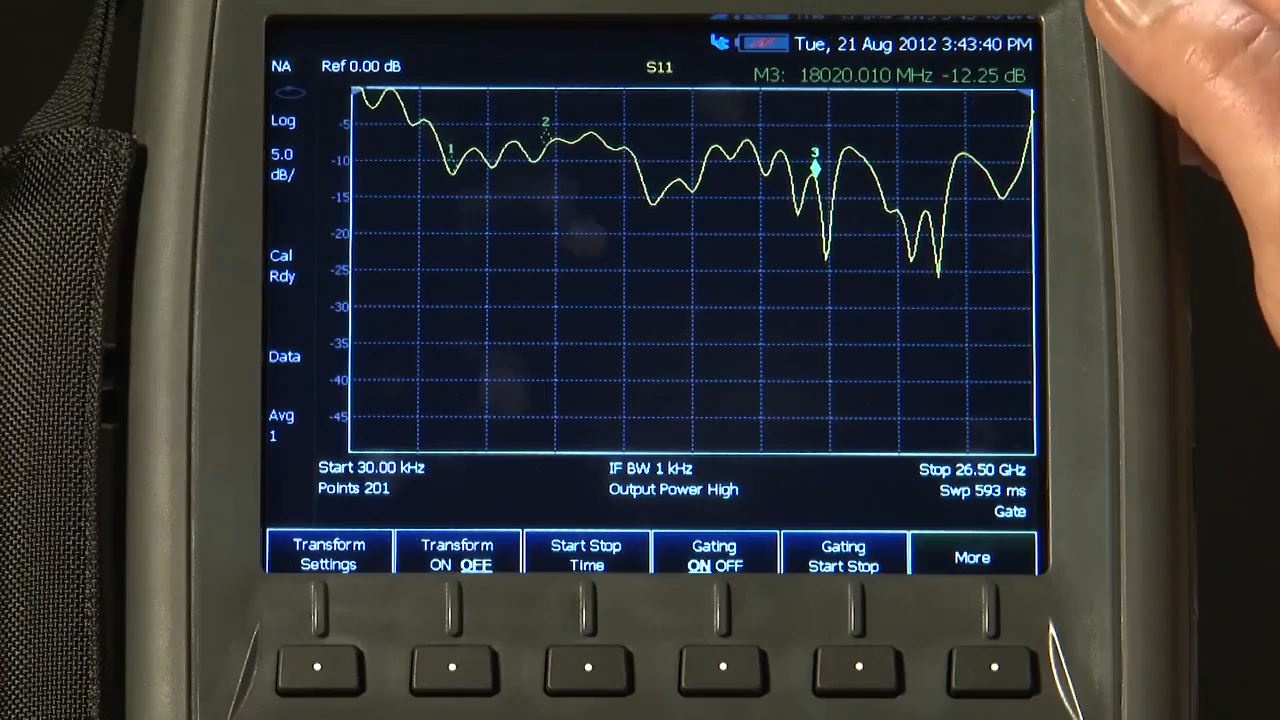 Tue, 21 Aug 2012 3:43:40 PM
NA Ref 0.00 dB S11 M3: 18020.010 MHz -12.25 dB
Log
5.0
dB/
Cal
Rdy
Data
Avg
1
-5
-10
-15
-20
-25
-30
-35
-40
-45
1
2
3
Start 30.00 kHz IF BW 1 kHz Stop 26.50 GHz
Points 201 Output Power High Swp 593 ms
Gate
Transform
Settings
Transform
ON OFF
Start Stop
Time
Gating
ON OFF
Gating
Start Stop
More